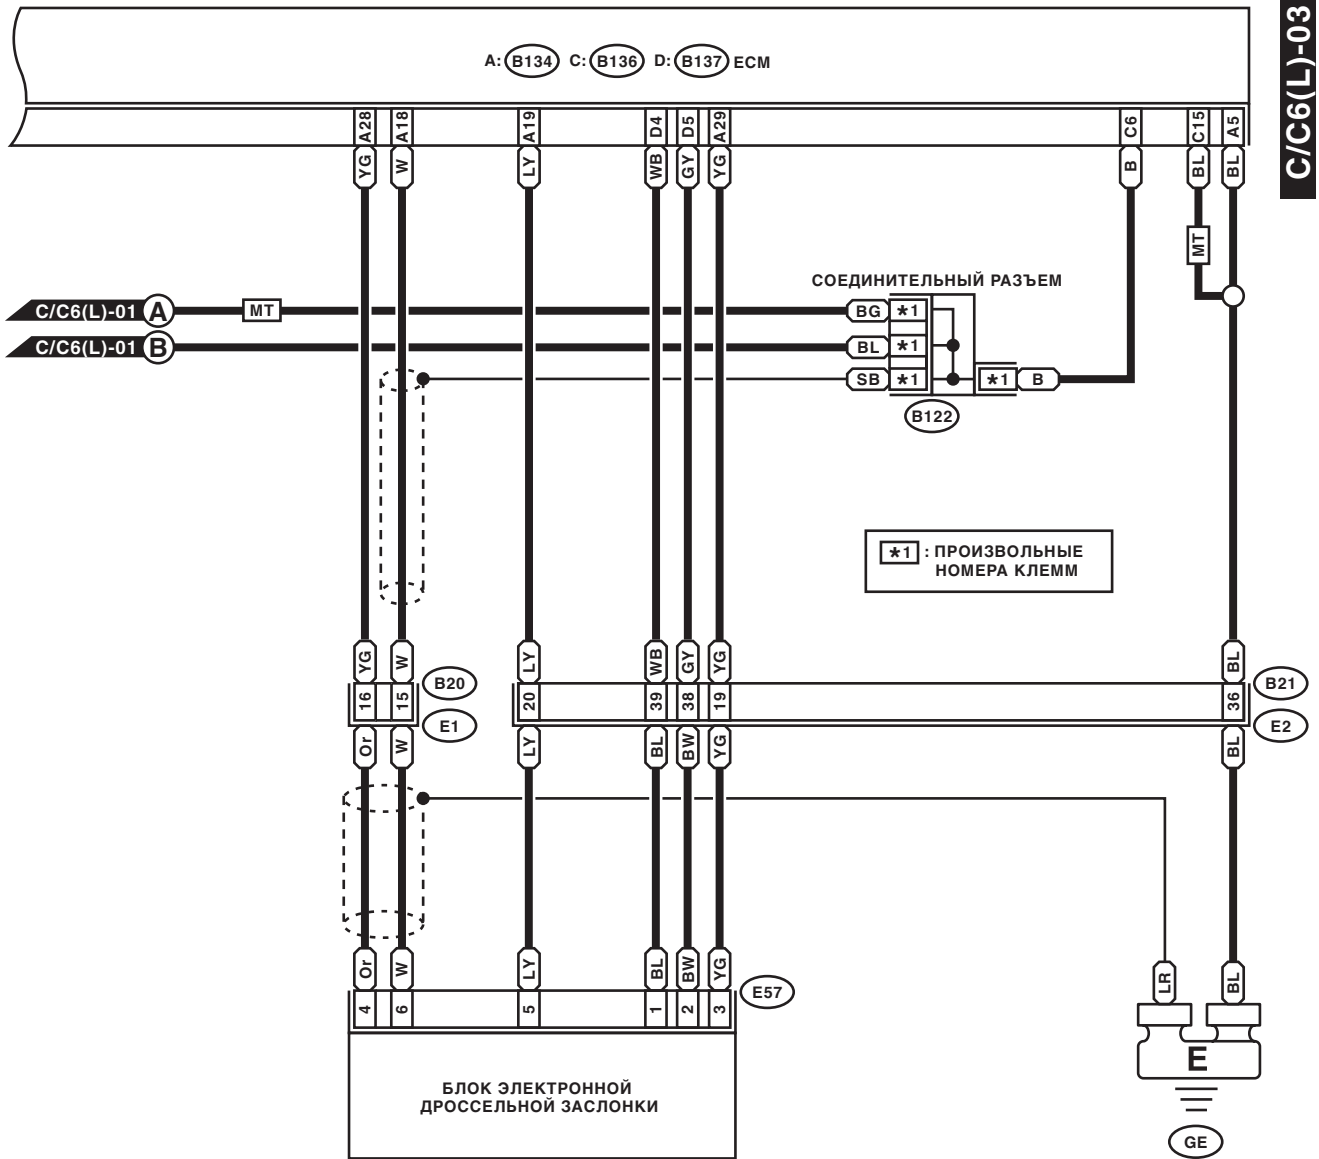 C/C6(L)-03
A: B134 C: B136 D: B137 ECM
A28 A18 A19 D4 D5 A29 C6 C15 A5
YG W LY WB GY YG B BL BL
MT
СОЕДИНИТЕЛЬНЫЙ РАЗЪЕМ
C/C6(L)-01 A MT BG *1
C/C6(L)-01 B BL *1
SB *1 *1 B
B122
*1 : ПРОИЗВОЛЬНЫЕ
НОМЕРА КЛЕММ
YG W LY WB GY YG BL
16 15 B20 20 39 38 19 36 B21
E1 E2
Or W LY BL BW YG BL
Or W LY BL BW YG LR BL
4 6 5 1 2 3 E57
E
БЛОК ЭЛЕКТРОННОЙ
ДРОССЕЛЬНОЙ ЗАСЛОНКИ
GE